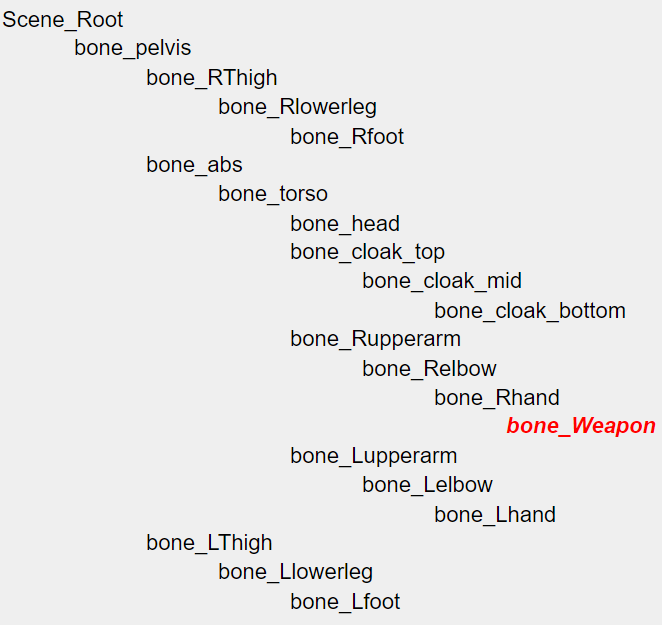 Scene_Root
bone_pelvis
bone_RThigh
bone_Rlowerleg
bone_Rfoot
bone_abs
bone_torso
bone_head
bone_cloak_top
bone_cloak_mid
bone_cloak_bottom
bone_Rupperarm
bone_Relbow
bone_Rhand
bone_Weapon
bone_Lupperarm
bone_Lelbow
bone_Lhand
bone_LThigh
bone_Llowerleg
bone_Lfoot